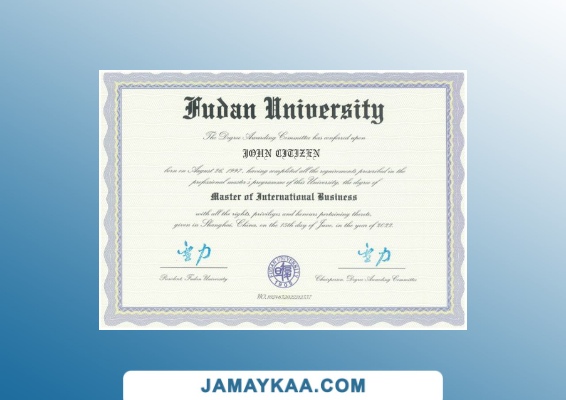 Fudan University
The Degree Awarding Committee has conferred upon
JOHN CITIZEN
born on August 26, 1997, having completed all the requirements prescribed in the
professional master's programme of this University, the degree of
Master of International Business
with all the rights, privileges and honours pertaining thereto,
given in Shanghai, China, on the 15th day of June, in the year of 2022.
President Fudan University
Chairperson Degree Awarding Committee
FUDAN UNIVERSITY
1905
JAMAYKAA.COM